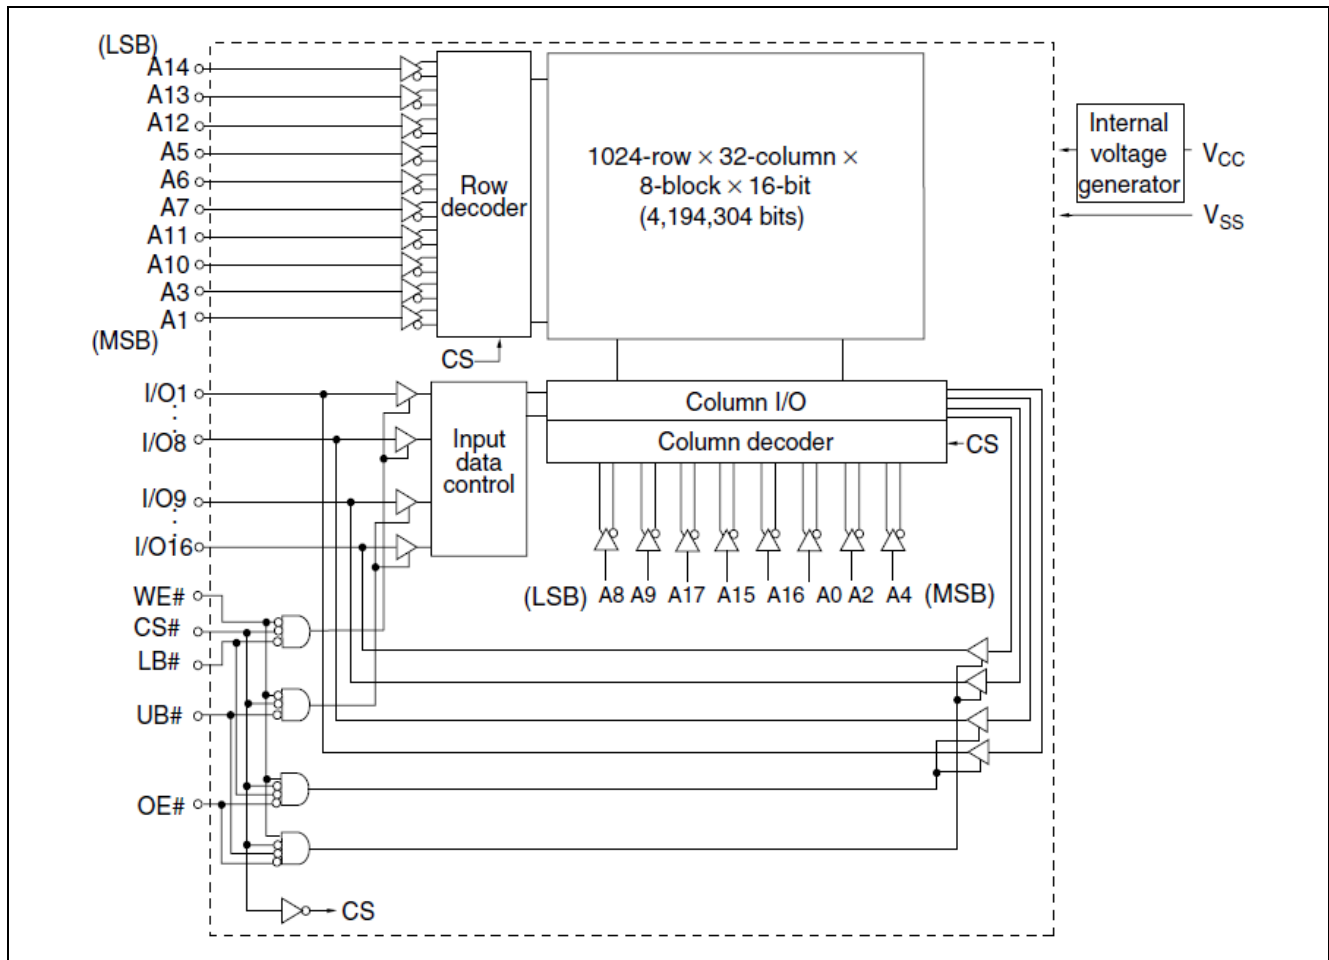 (LSB)
A14
A13
A12
A5
A6
A7
A11
A10
A3
A1
(MSB)
Row
decoder
CS
1024-row × 32-column ×
8-block × 16-bit
(4,194,304 bits)
Internal
voltage
generator
VCC
VSS
I/O1
I/O8
I/O9
I/O16
Input
data
control
Column I/O
Column decoder
CS
(LSB) A8 A9 A17 A15 A16 A0 A2 A4 (MSB)
WE#
CS#
LB#
UB#
OE#
CS